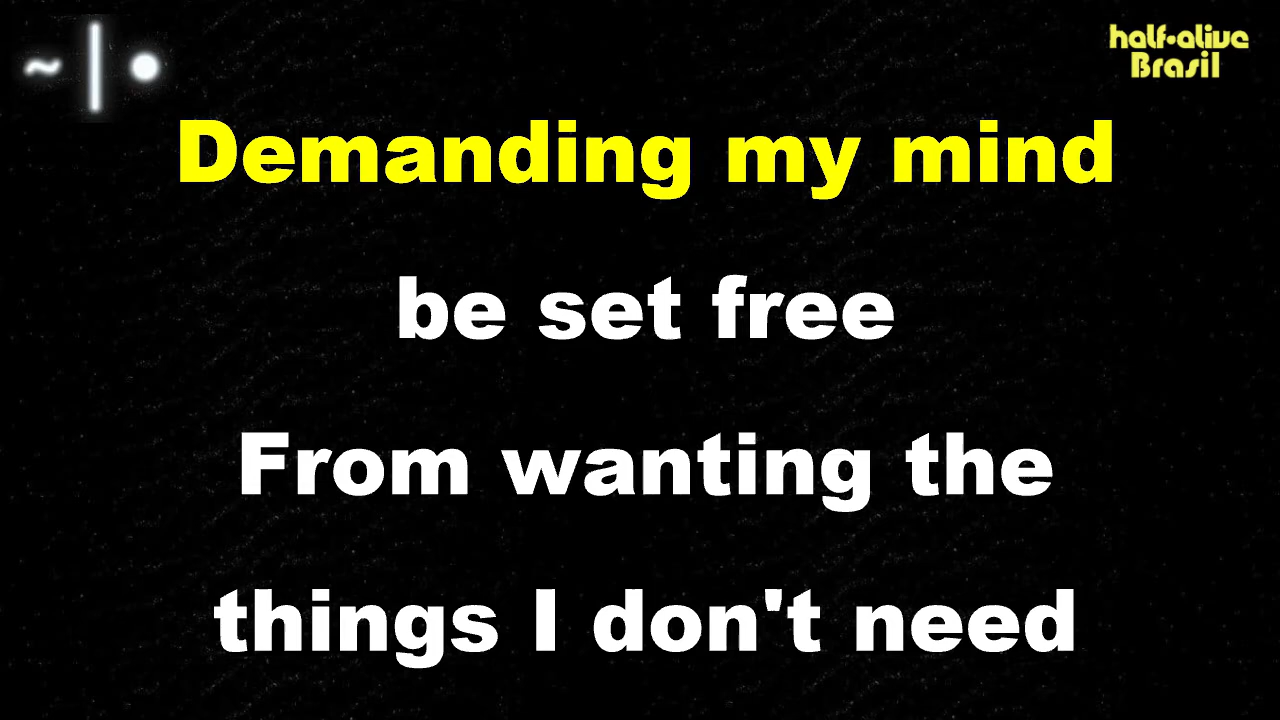 ~ | •
half•alive
Brasil
Demanding my mind
be set free
From wanting the
things I don't need